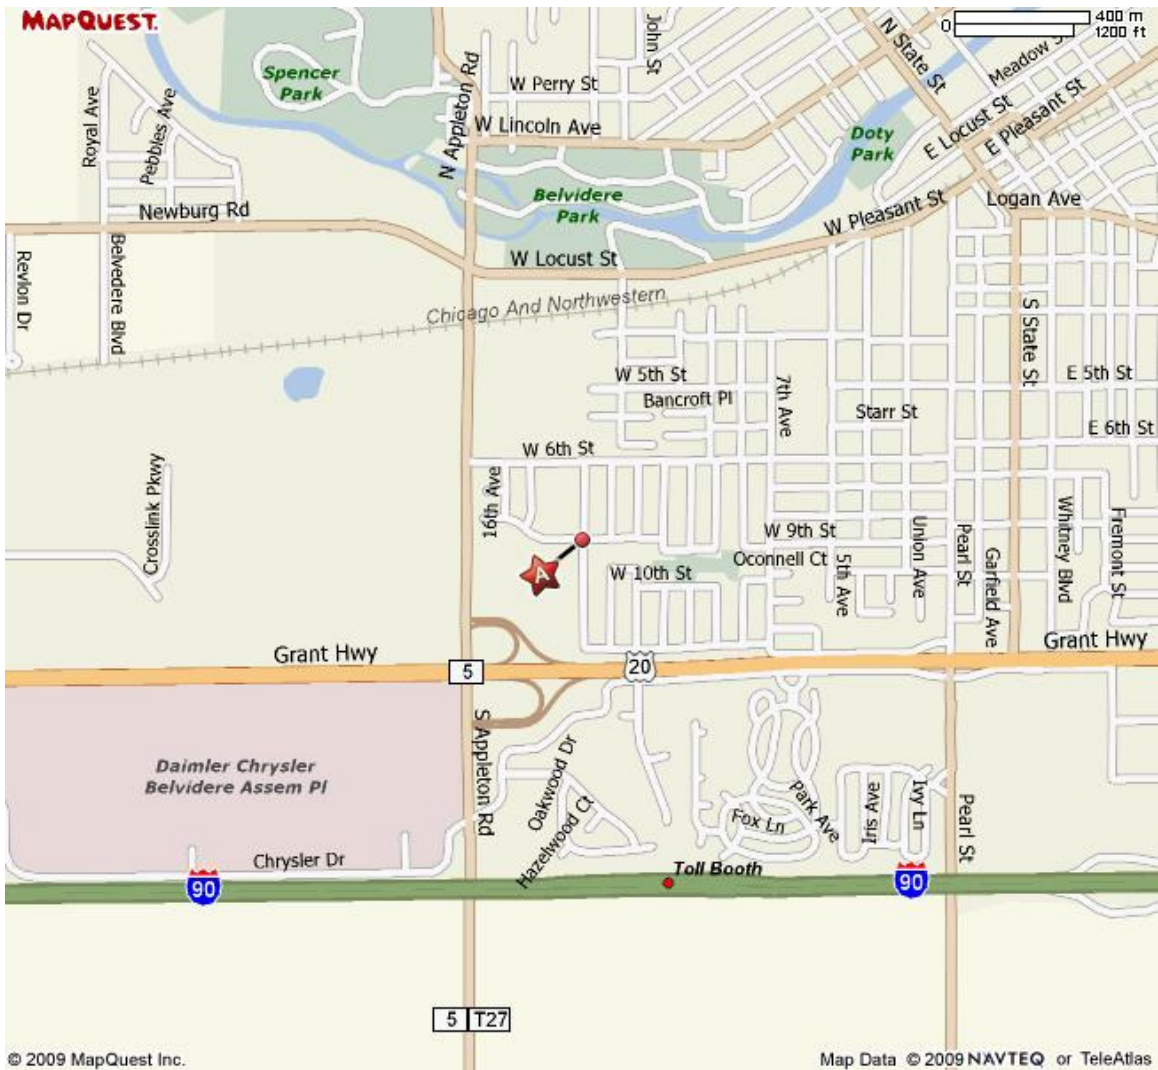 MAPQUEST.
0
400 m
1200 ft
John St
N State St
Meadow St
Spencer
Park
N Appleton Rd
W Perry St
Royal Ave
Pebbles Ave
W Lincoln Ave
Doty
Park
E Locust St
E Pleasant St
Newburg Rd
Belvidere
Park
W Pleasant St
Logan Ave
Revlon Dr
Belvedere Blvd
W Locust St
Chicago And Northwestern
S State St
W 5th St
7th Ave
E 5th St
Bancroft Pl
Starr St
E 6th St
W 6th St
Crosslink Pkwy
16th Ave
W 9th St
Union Ave
Pearl St
Whitney Blvd
Fremont St
A
W 10th St
Oconnell Ct
5th Ave
Garfield Ave
Grant Hwy
5
20
Grant Hwy
S Appleton Rd
Daimler Chrysler
Belvidere Assem Pl
Oakwood Dr
Hazelwood Ct
Fox Ln
Park Ave
Iris Ave
Ivy Ln
Pearl St
Chrysler Dr
Toll Booth
90
90
5 T27
© 2009 MapQuest Inc.
Map Data © 2009 NAVTEQ or TeleAtlas